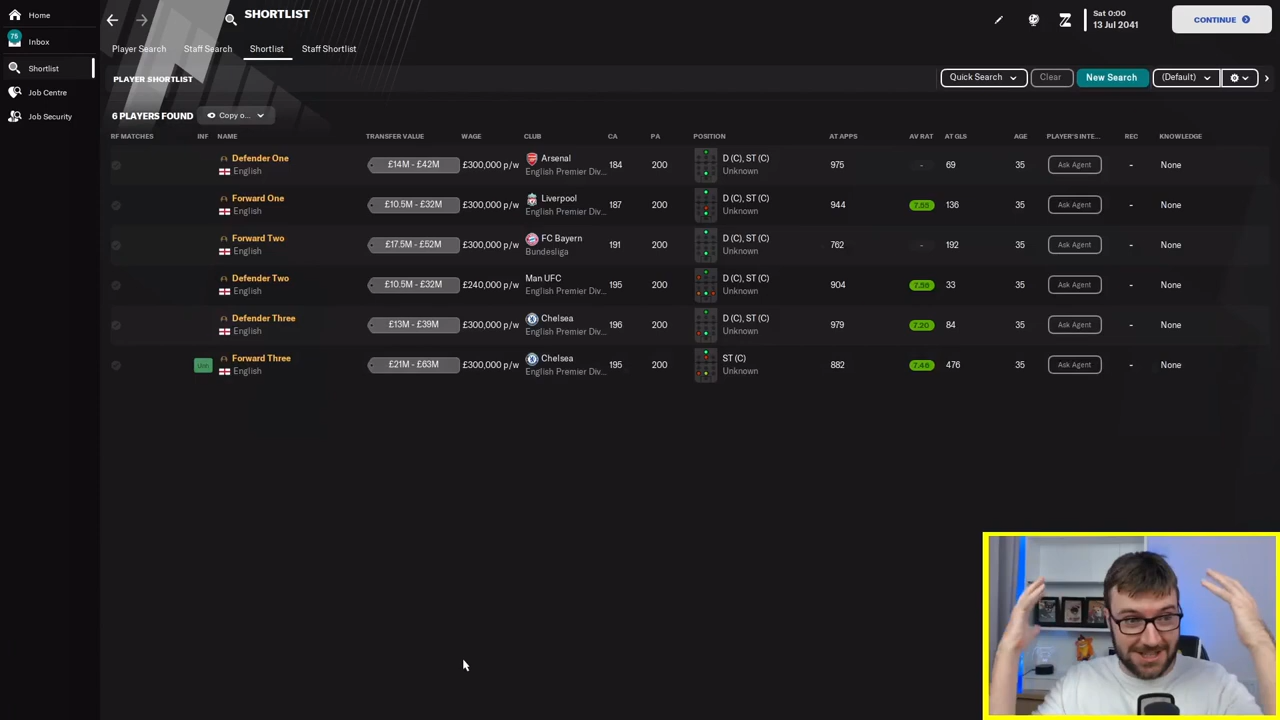 Home
SHORTLIST
Sat 0:00
13 Jul 2041
CONTINUE
75
Inbox
Player Search Staff Search Shortlist Staff Shortlist
Shortlist
PLAYER SHORTLIST
Quick Search Clear New Search (Default)
Job Centre
Job Security
6 PLAYERS FOUND Copy o...
RF MATCHES INF NAME TRANSFER VALUE WAGE CLUB CA PA POSITION AT APPS AV RAT AT GLS AGE PLAYER'S INTE... REC KNOWLEDGE
Defender One £14M - £42M £300,000 p/w Arsenal 184 200 D (C), ST (C) 975 - 69 35 Ask Agent - None
English English Premier Div... Unknown
Forward One £10.5M - £32M £300,000 p/w Liverpool 187 200 D (C), ST (C) 944 136 35 Ask Agent - None
English English Premier Div... Unknown
Forward Two £17.5M - £52M £300,000 p/w FC Bayern 191 200 D (C), ST (C) 762 - 192 35 Ask Agent - None
English Bundesliga Unknown
Defender Two £10.5M - £32M £240,000 p/w Man UFC 195 200 D (C), ST (C) 904 33 35 Ask Agent - None
English English Premier Div... Unknown
Defender Three £13M - £39M £300,000 p/w Chelsea 196 200 D (C), ST (C) 979 7.20 84 35 Ask Agent - None
English English Premier Div... Unknown
Forward Three £21M - £63M £300,000 p/w Chelsea 195 200 ST (C) 882 476 35 Ask Agent - None
English English Premier Div... Unknown